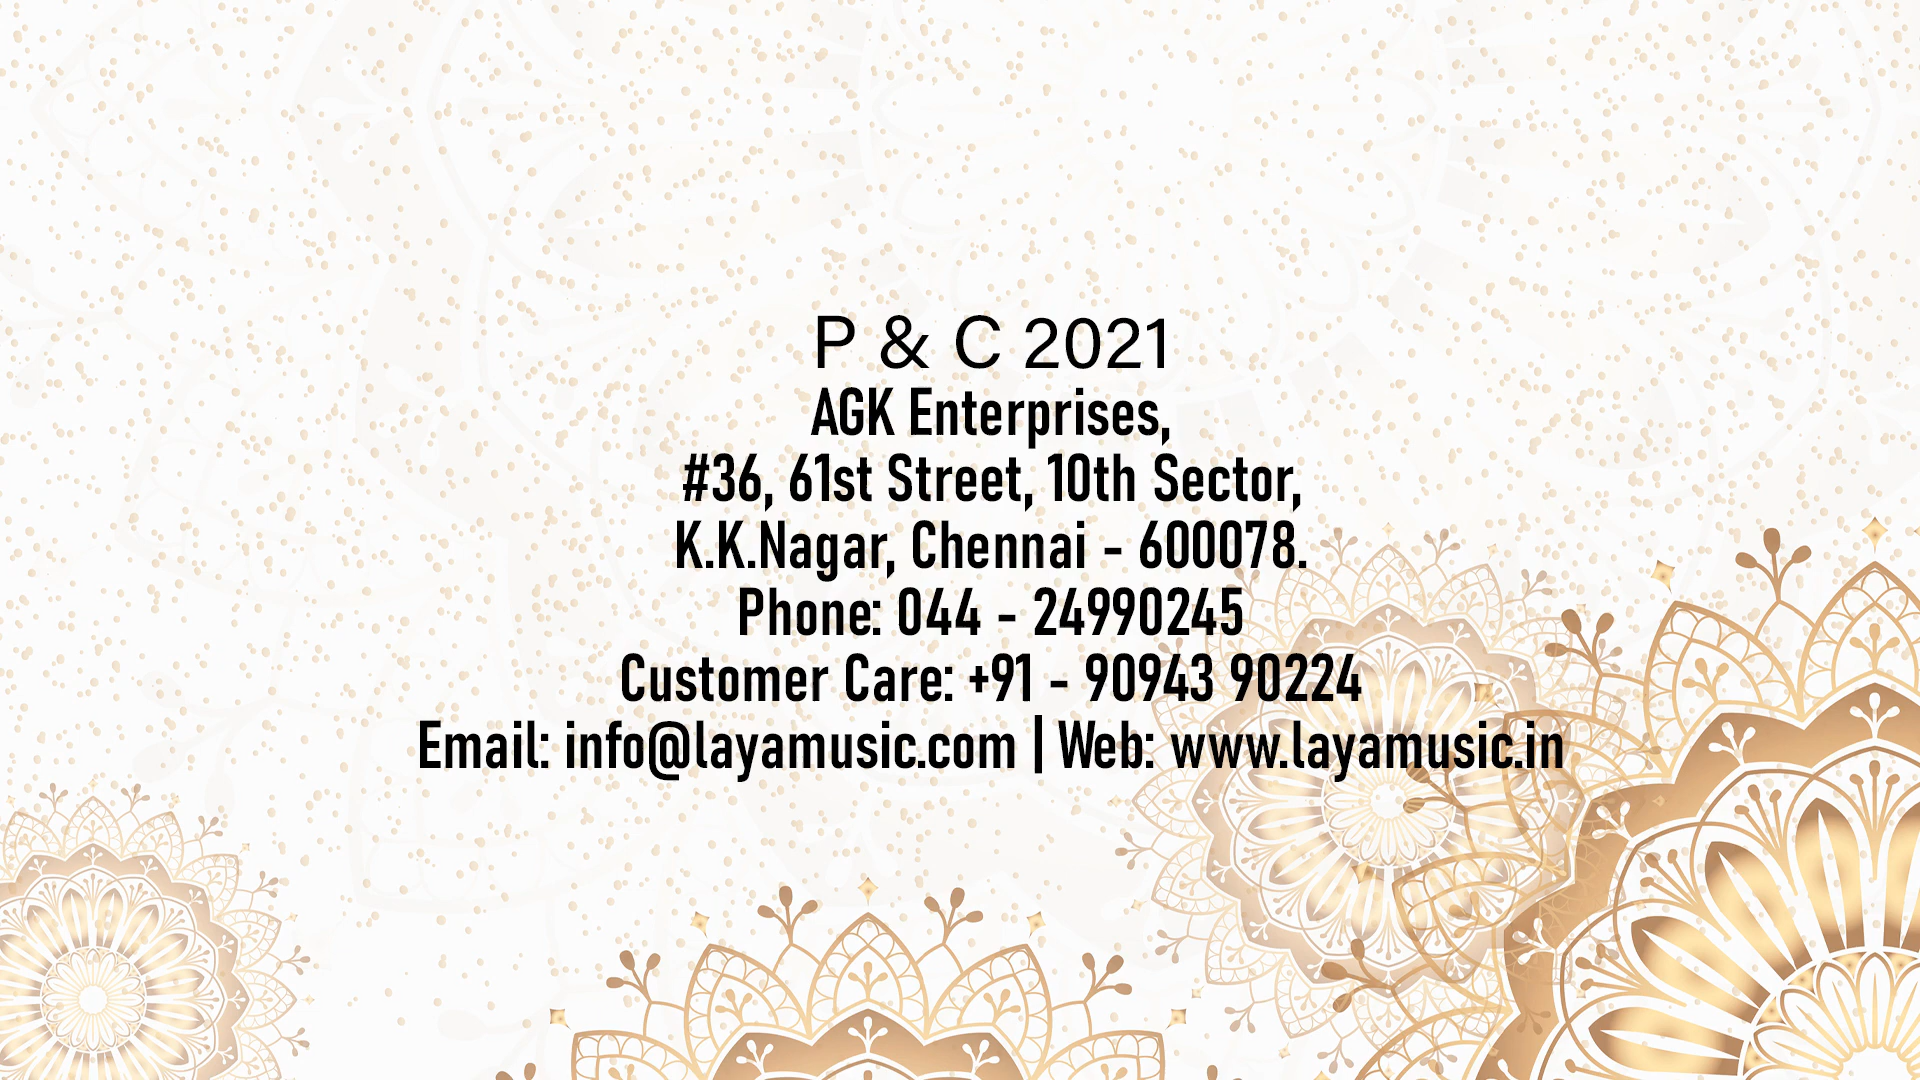 P & C 2021
AGK Enterprises,
#36, 61st Street, 10th Sector,
K.K.Nagar, Chennai - 600078.
Phone: 044 - 24990245
Customer Care: +91 - 90943 90224
Email: info@layamusic.com | Web: www.layamusic.in